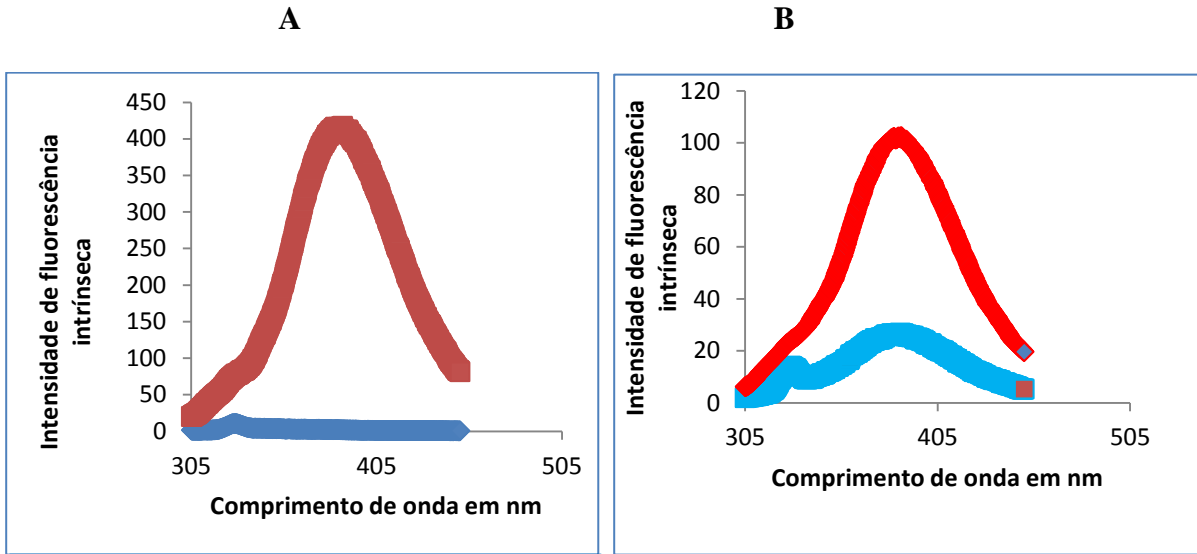 A
B
Intensidade de fluorescência
intrínseca
450
400
350
300
250
200
150
100
50
0
305
405
505
Comprimento de onda em nm
Intensidade de fluorescência
intrínseca
120
100
80
60
40
20
0
305
405
505
Comprimento de onda em nm